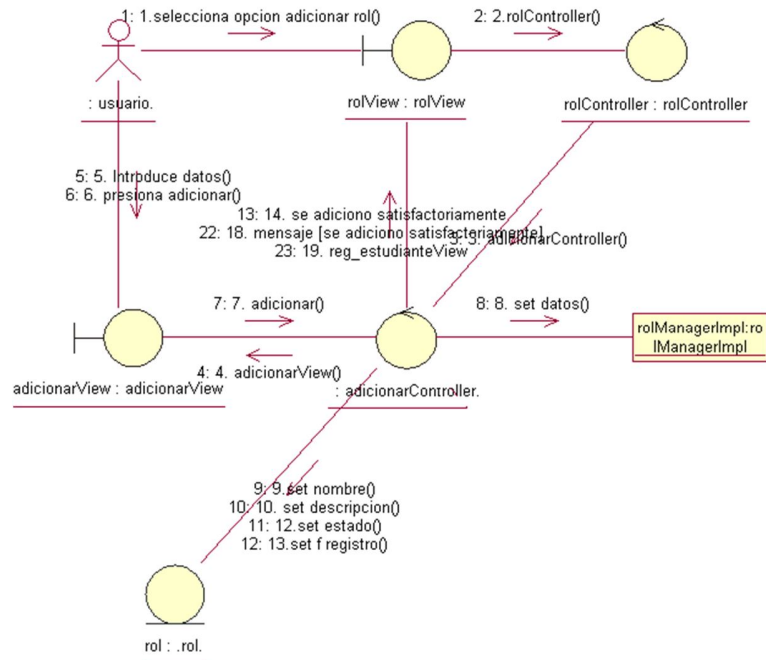 1: 1.selecciona opcion adicionar rol()
2: 2.rolController()
: usuario.
rolView : rolView
rolController : rolController
5: 5. Introduce datos()
6: 6. presiona adicionar()
13: 14. se adiciono satisfactoriamente
22: 18. mensaje [se adiciono satisfactoriamente]
23: 19. reg_estudianteView
3: 3. adicionarController()
7: 7. adicionar()
8: 8. set datos()
rolManagerImpl:ro
lManagerImpl
4: 4. adicionarView()
adicionarView : adicionarView
: adicionarController.
9: 9.set nombre()
10: 10. set descripcion()
11: 12.set estado()
12: 13.set f registro()
rol : .rol.